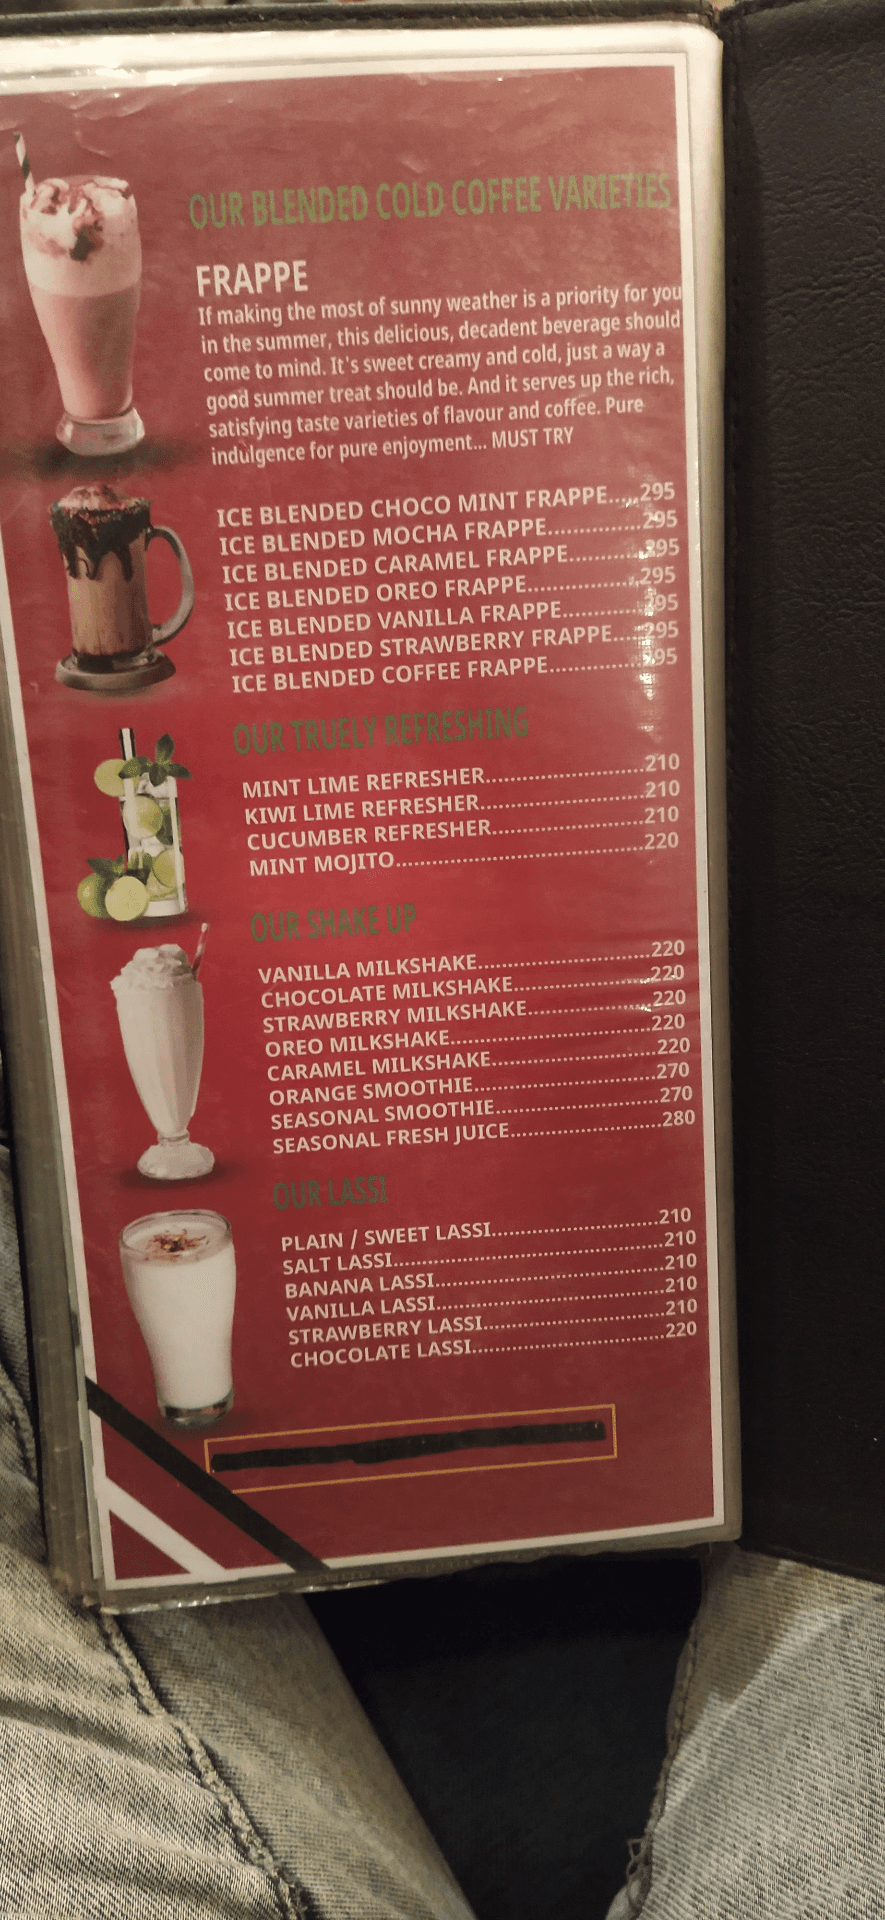 OUR BLENDED COLD COFFEE VARIETIES
FRAPPE
If making the most of sunny weather is a priority for you
in the summer, this delicious, decadent beverage should
come to mind. It's sweet creamy and cold, just a way a
good summer treat should be. And it serves up the rich,
satisfying taste varieties of flavour and coffee. Pure
indulgence for pure enjoyment... MUST TRY
ICE BLENDED CHOCO MINT FRAPPE......295
ICE BLENDED MOCHA FRAPPE................295
ICE BLENDED CARAMEL FRAPPE............295
ICE BLENDED OREO FRAPPE...................295
ICE BLENDED VANILLA FRAPPE.............295
ICE BLENDED STRAWBERRY FRAPPE.....295
ICE BLENDED COFFEE FRAPPE................295
OUR TRUELY REFRESHING
MINT LIME REFRESHER...........................210
KIWI LIME REFRESHER............................210
CUCUMBER REFRESHER..........................210
MINT MOJITO..........................................220
OUR SHAKE UP
VANILLA MILKSHAKE.............................220
CHOCOLATE MILKSHAKE.......................220
STRAWBERRY MILKSHAKE.....................220
OREO MILKSHAKE..................................220
CARAMEL MILKSHAKE............................220
ORANGE SMOOTHIE...............................270
SEASONAL SMOOTHIE............................270
SEASONAL FRESH JUICE..........................280
OUR LASSI
PLAIN / SWEET LASSI.............................210
SALT LASSI..............................................210
BANANA LASSI.......................................210
VANILLA LASSI.......................................210
STRAWBERRY LASSI...............................210
CHOCOLATE LASSI.................................220